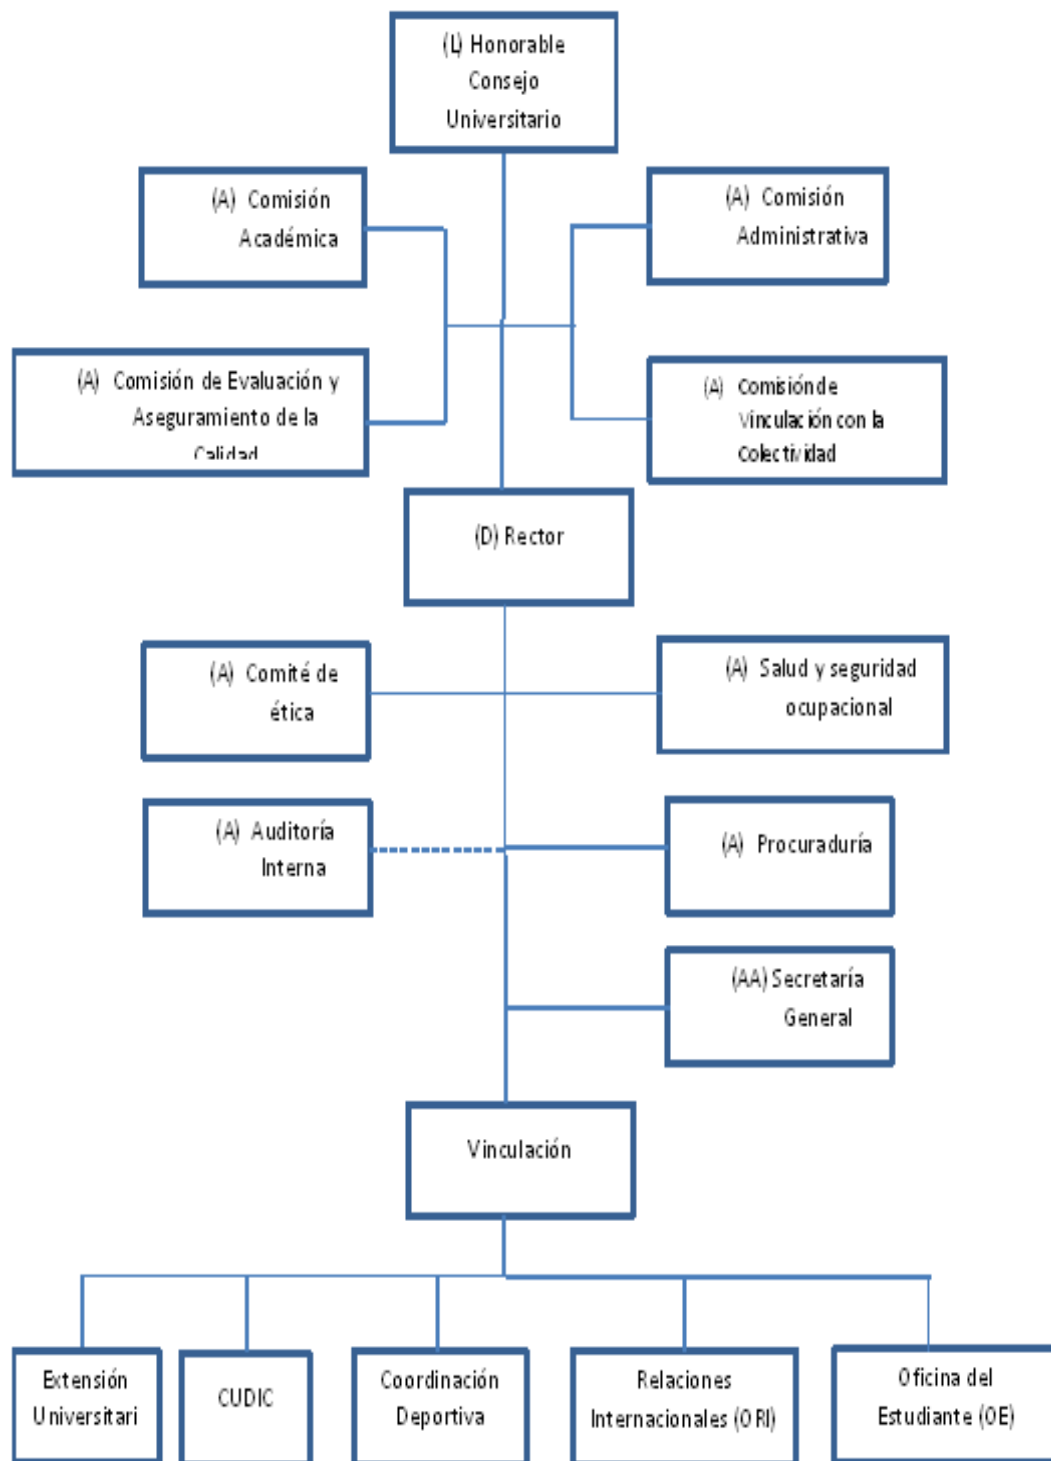 (L) Honorable
Consejo
Universitario
(A) Comisión
Académica
(A) Comisión
Administrativa
(A) Comisión de Evaluación y
Aseguramiento de la
Calidad
(A) Comisión de
Vinculación con la
Colectividad
(D) Rector
(A) Comité de
ética
(A) Salud y seguridad
ocupacional
(A) Auditoría
Interna
(A) Procuraduría
(AA) Secretaría
General
Vinculación
Extensión
Universitari
CUDIC
Coordinación
Deportiva
Relaciones
Internacionales (ORI)
Oficina del
Estudiante (OE)